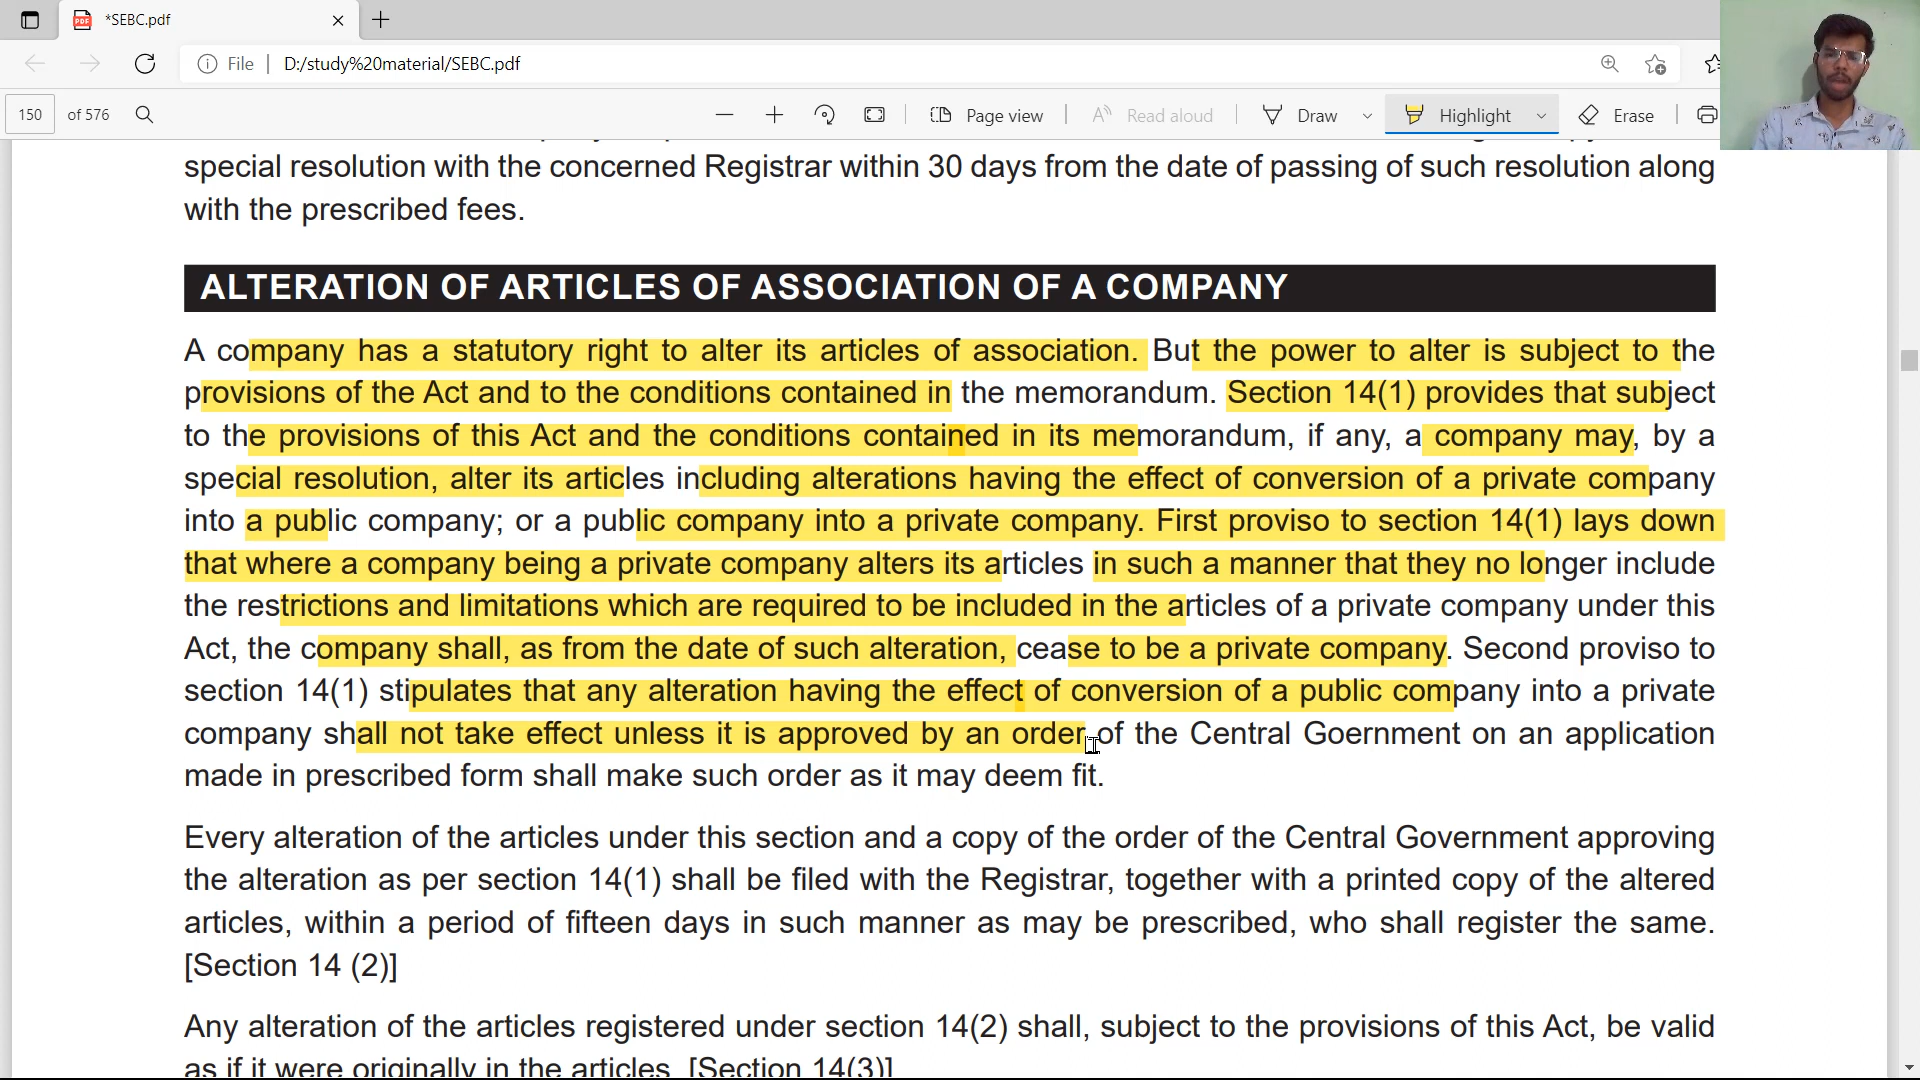 *SEBC.pdf
File D:/study%20material/SEBC.pdf
150 of 576 Page view Read aloud Draw Highlight Erase
special resolution with the concerned Registrar within 30 days from the date of passing of such resolution along
with the prescribed fees.
ALTERATION OF ARTICLES OF ASSOCIATION OF A COMPANY
A company has a statutory right to alter its articles of association. But the power to alter is subject to the
provisions of the Act and to the conditions contained in the memorandum. Section 14(1) provides that subject
to the provisions of this Act and the conditions contained in its memorandum, if any, a company may, by a
special resolution, alter its articles including alterations having the effect of conversion of a private company
into a public company; or a public company into a private company. First proviso to section 14(1) lays down
that where a company being a private company alters its articles in such a manner that they no longer include
the restrictions and limitations which are required to be included in the articles of a private company under this
Act, the company shall, as from the date of such alteration, cease to be a private company. Second proviso to
section 14(1) stipulates that any alteration having the effect of conversion of a public company into a private
company shall not take effect unless it is approved by an order of the Central Goernment on an application
made in prescribed form shall make such order as it may deem fit.
Every alteration of the articles under this section and a copy of the order of the Central Government approving
the alteration as per section 14(1) shall be filed with the Registrar, together with a printed copy of the altered
articles, within a period of fifteen days in such manner as may be prescribed, who shall register the same.
[Section 14 (2)]
Any alteration of the articles registered under section 14(2) shall, subject to the provisions of this Act, be valid
as if it were originally in the articles. [Section 14(3)]